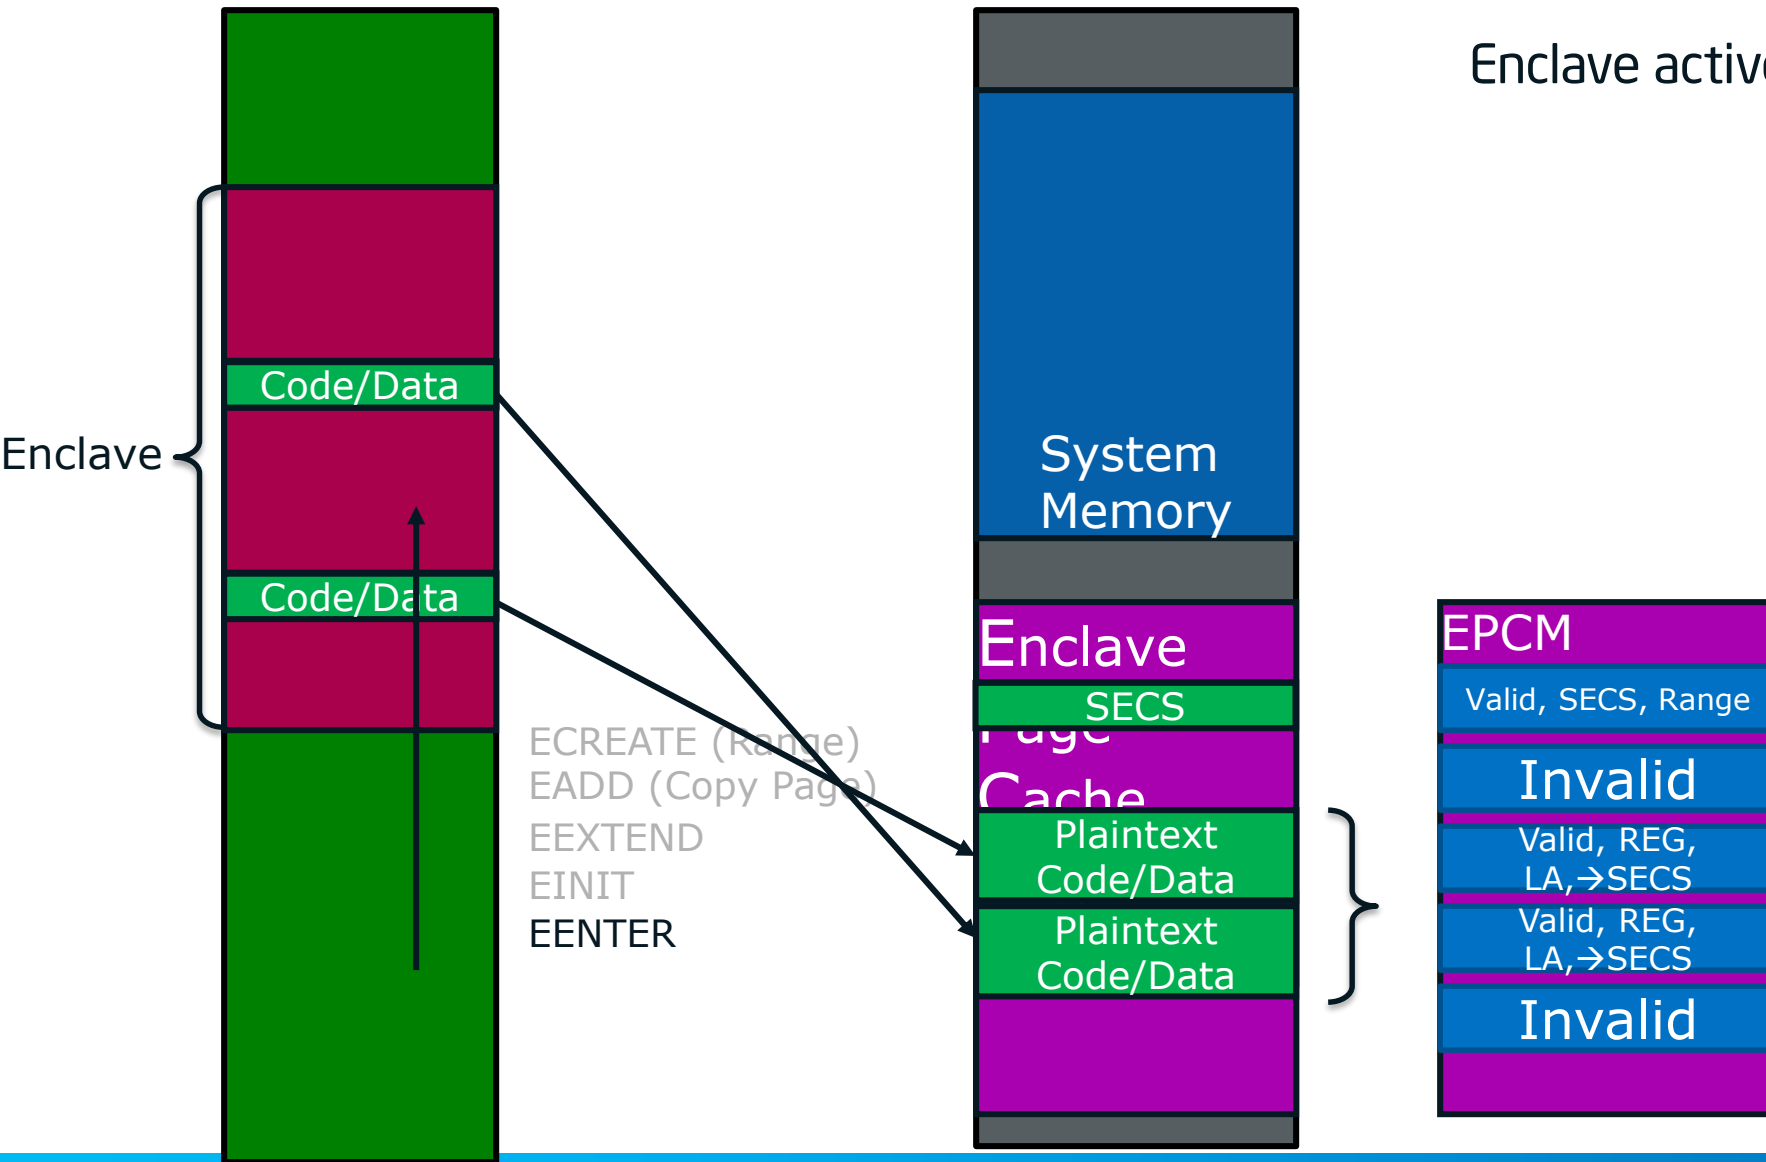 Enclave
Code/Data
Code/Data
ECREATE (Range)
EADD (Copy Page)
EEXTEND
EINIT
EENTER
System
Memory
Enclave
SECS
Page
Cache
Plaintext
Code/Data
Plaintext
Code/Data
Enclave active
EPCM
Valid, SECS, Range
Invalid
Valid, REG,
LA,→SECS
Valid, REG,
LA,→SECS
Invalid